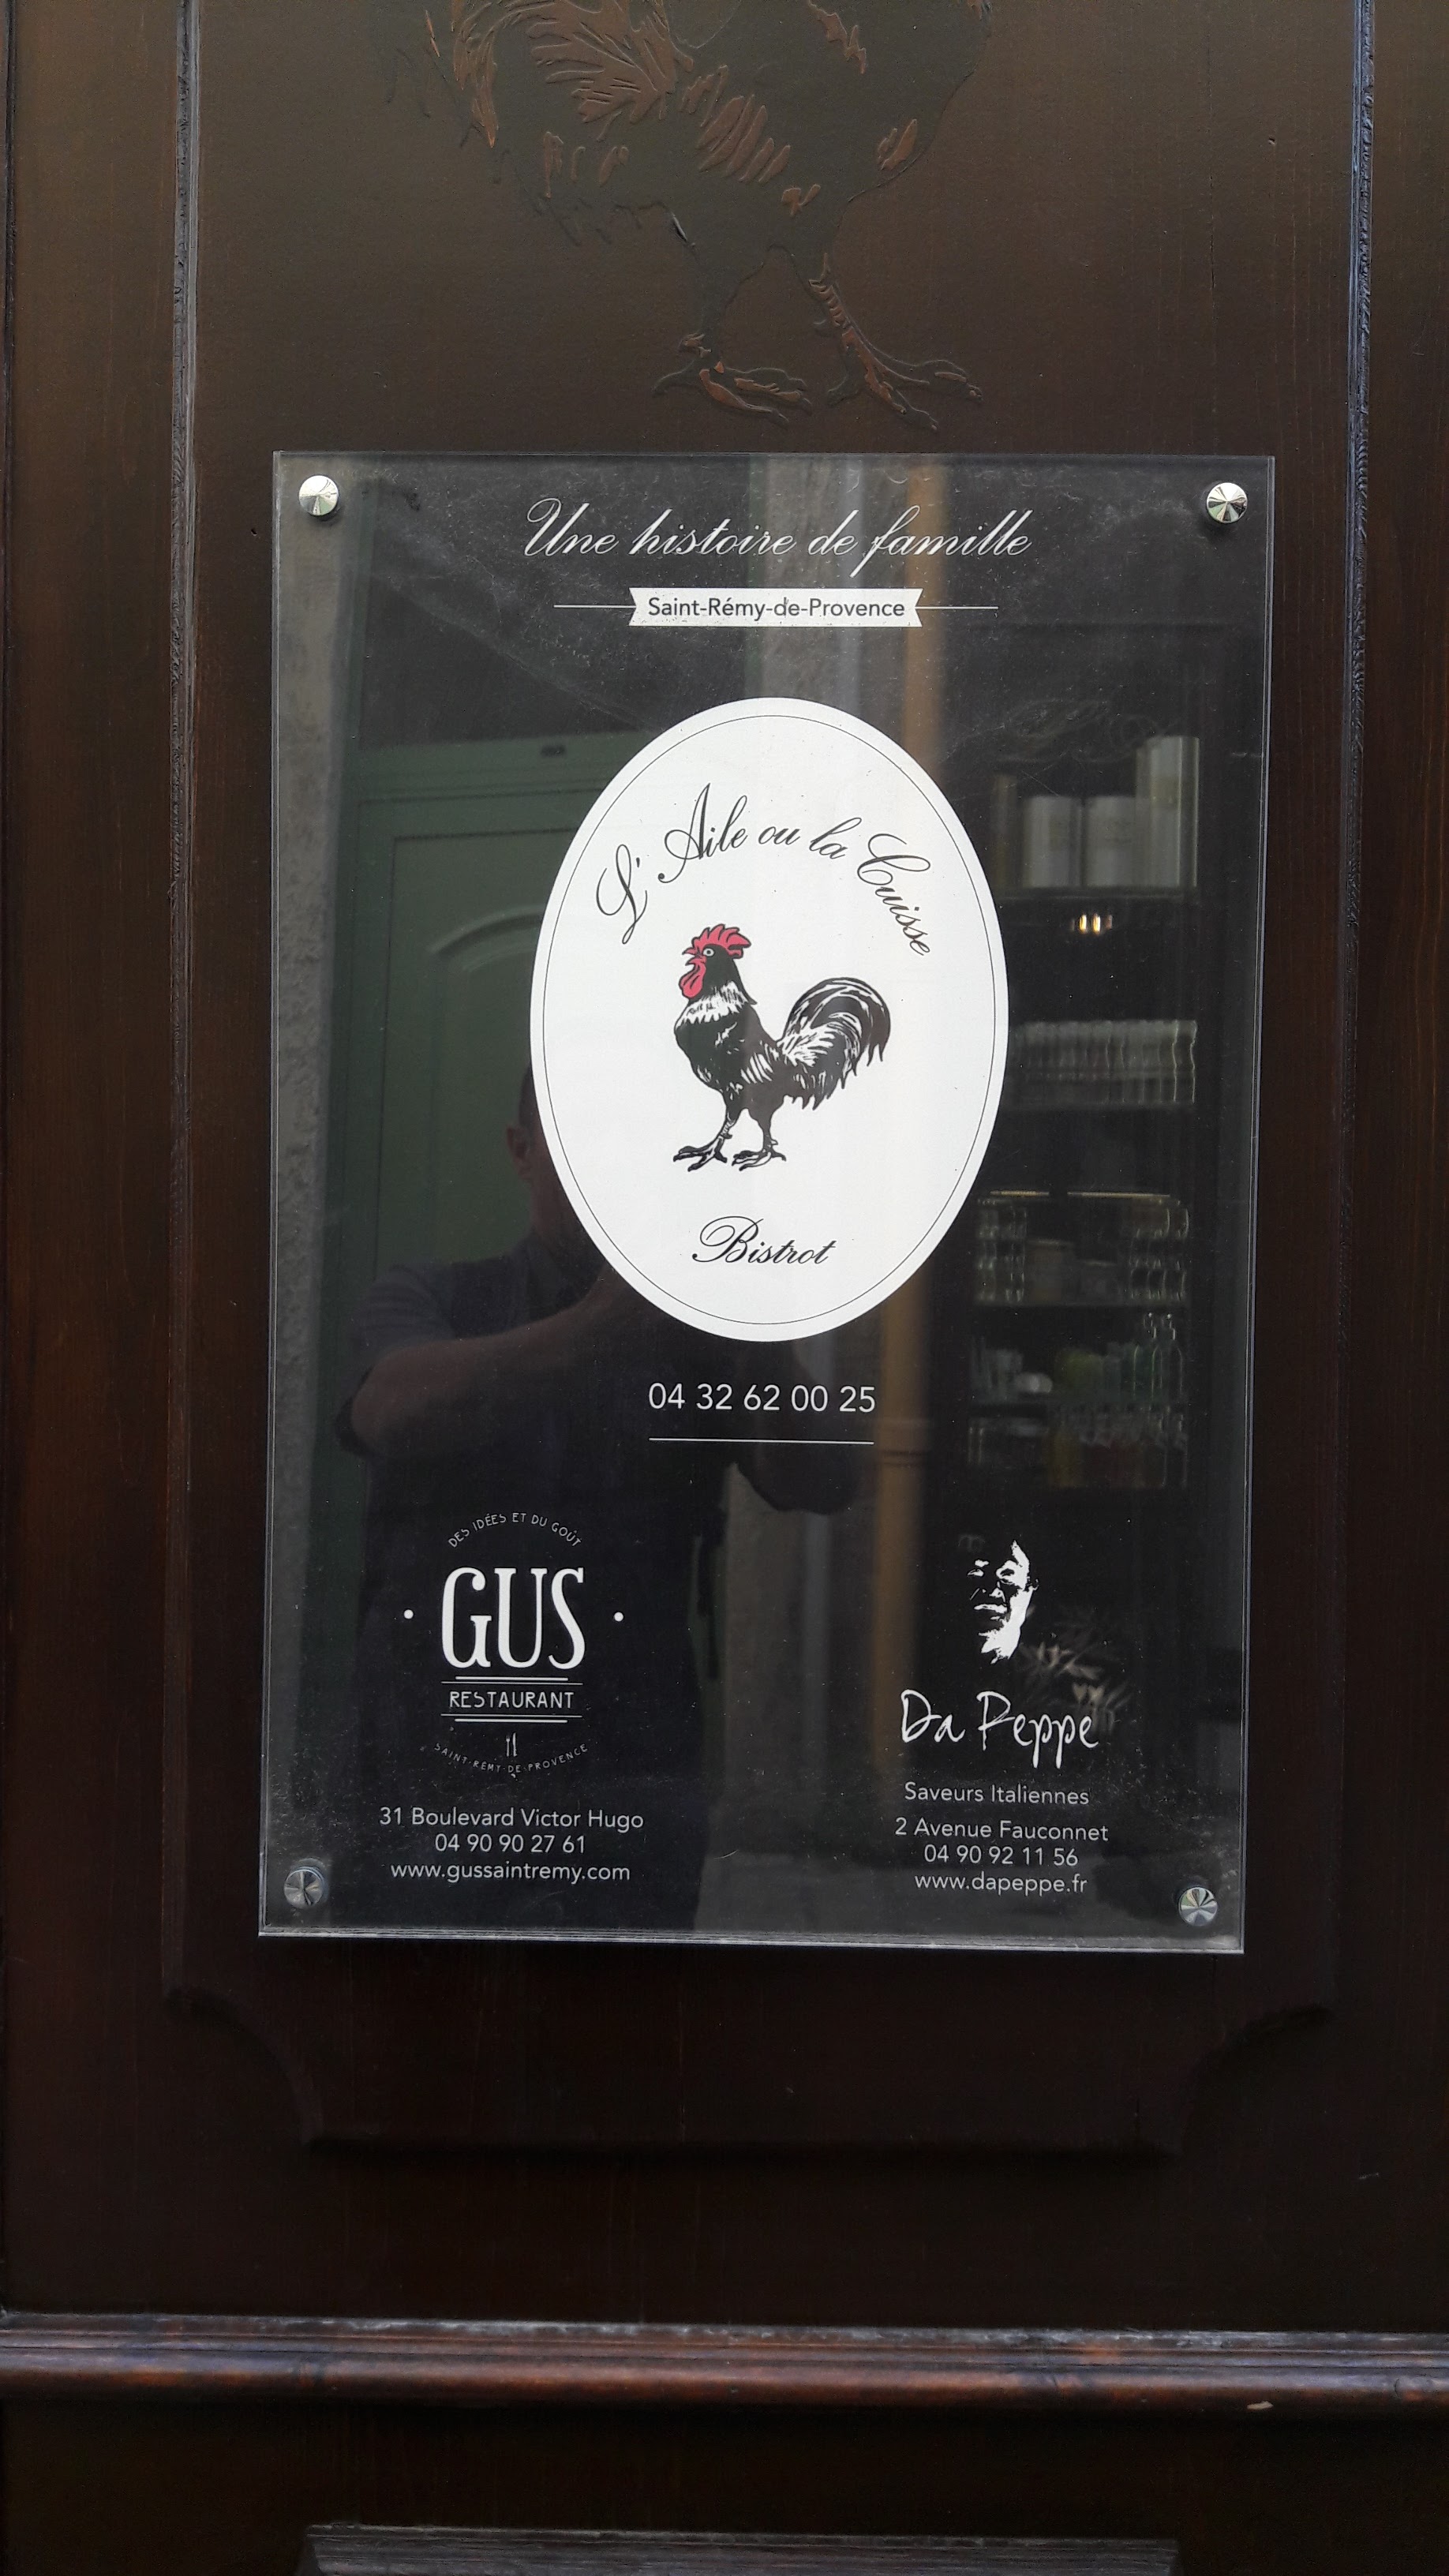 Une histoire de famille
Saint-Rémy-de-Provence
L'Aile ou la Cuisse
Bistrot
04 32 62 00 25
DES IDÉES ET DU GOÛT
GUS
RESTAURANT
SAINT-RÉMY-DE-PROVENCE
31 Boulevard Victor Hugo
04 90 90 27 61
www.gussaintremy.com
Da Peppe
Saveurs Italiennes
2 Avenue Fauconnet
04 90 92 11 56
www.dapeppe.fr